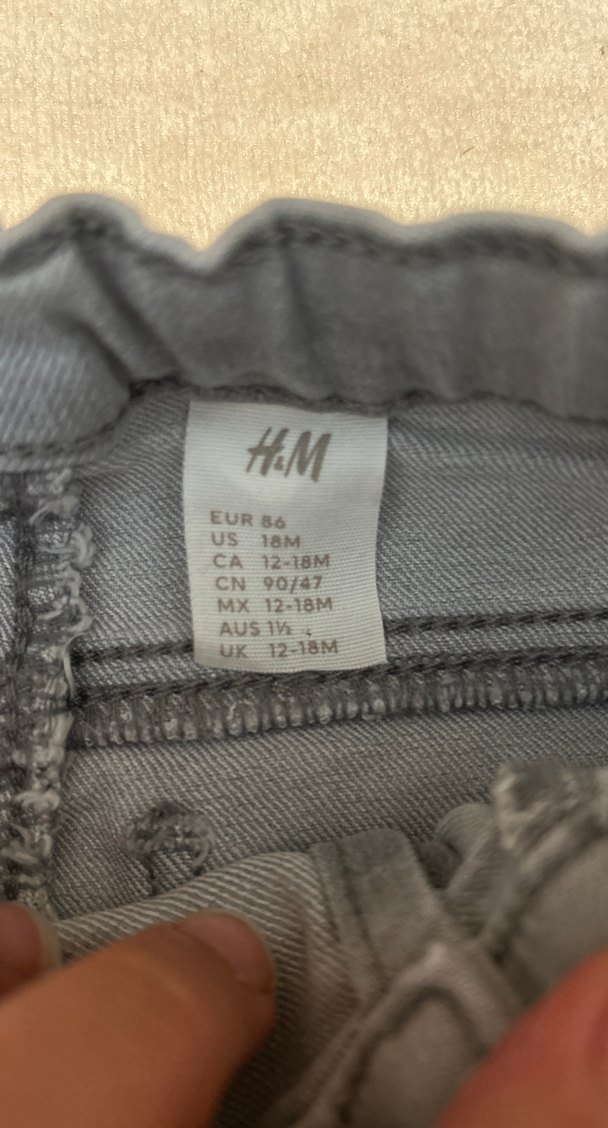 H&M
EUR 86
US 18M
CA 12-18M
CN 90/47
MX 12-18M
AUS 1½
UK 12-18M